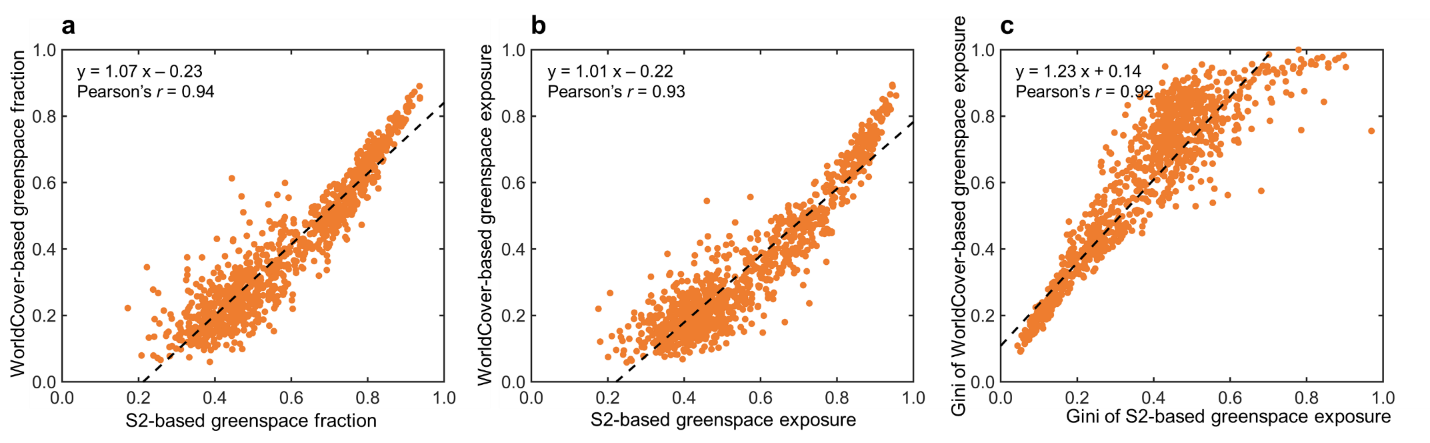 a
y = 1.07 x – 0.23
Pearson's r = 0.94
WorldCover-based greenspace fraction
1.0
0.8
0.6
0.4
0.2
0.0
0.0 0.2 0.4 0.6 0.8 1.0
S2-based greenspace fraction
b
y = 1.01 x – 0.22
Pearson's r = 0.93
WorldCover-based greenspace exposure
1.0
0.8
0.6
0.4
0.2
0.0
0.0 0.2 0.4 0.6 0.8 1.0
S2-based greenspace exposure
c
y = 1.23 x + 0.14
Pearson's r = 0.92
Gini of WorldCover-based greenspace exposure
1.0
0.8
0.6
0.4
0.2
0.0
0.0 0.2 0.4 0.6 0.8 1.0
Gini of S2-based greenspace exposure